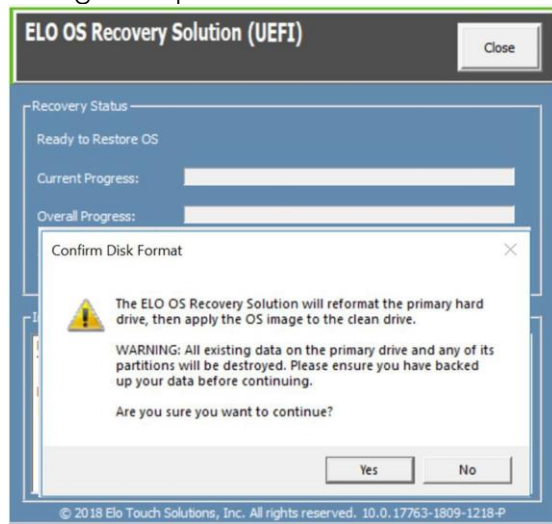 ELO OS Recovery Solution (UEFI)
Close
Recovery Status
Ready to Restore OS
Current Progress:
Overall Progress:
Confirm Disk Format
The ELO OS Recovery Solution will reformat the primary hard
drive, then apply the OS image to the clean drive.
WARNING: All existing data on the primary drive and any of its
partitions will be destroyed. Please ensure you have backed
up your data before continuing.
Are you sure you want to continue?
Yes
No
© 2018 Elo Touch Solutions, Inc. All rights reserved. 10.0.17763-1809-1218-P